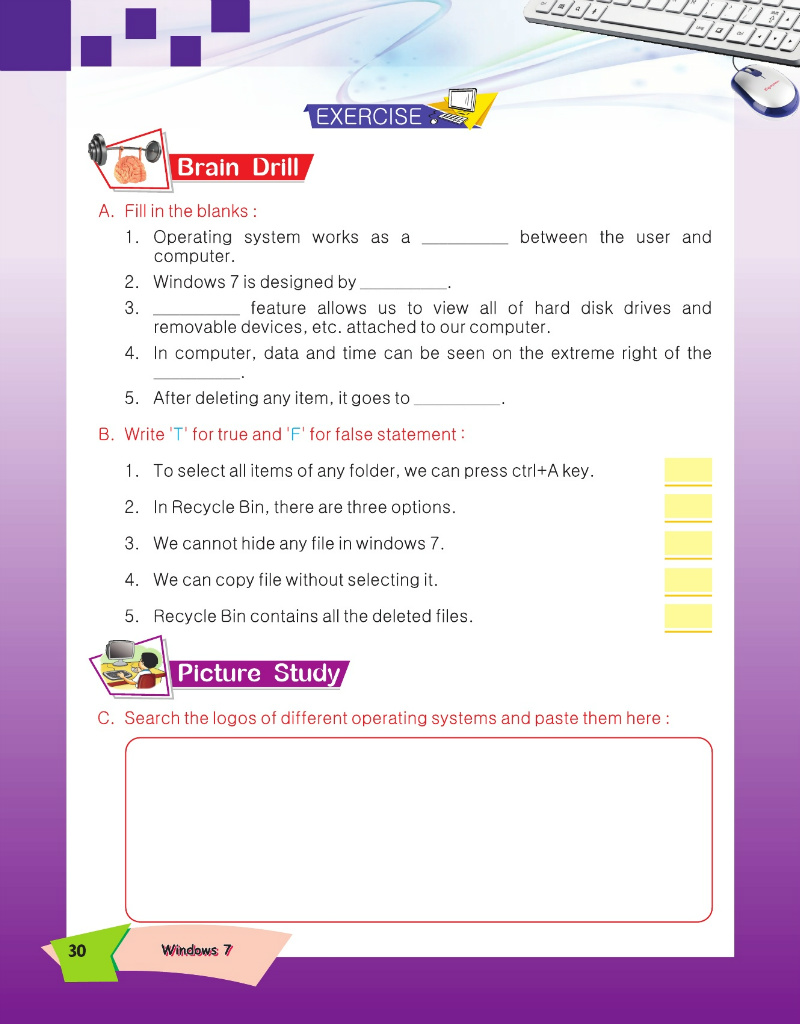 EXERCISE
Brain Drill
A. Fill in the blanks :
1. Operating system works as a __________ between the user and
computer.
2. Windows 7 is designed by __________.
3. __________ feature allows us to view all of hard disk drives and
removable devices, etc. attached to our computer.
4. In computer, data and time can be seen on the extreme right of the
__________.
5. After deleting any item, it goes to __________.
B. Write 'T' for true and 'F' for false statement :
1. To select all items of any folder, we can press ctrl+A key.
2. In Recycle Bin, there are three options.
3. We cannot hide any file in windows 7.
4. We can copy file without selecting it.
5. Recycle Bin contains all the deleted files.
Picture Study
C. Search the logos of different operating systems and paste them here :
30 Windows 7